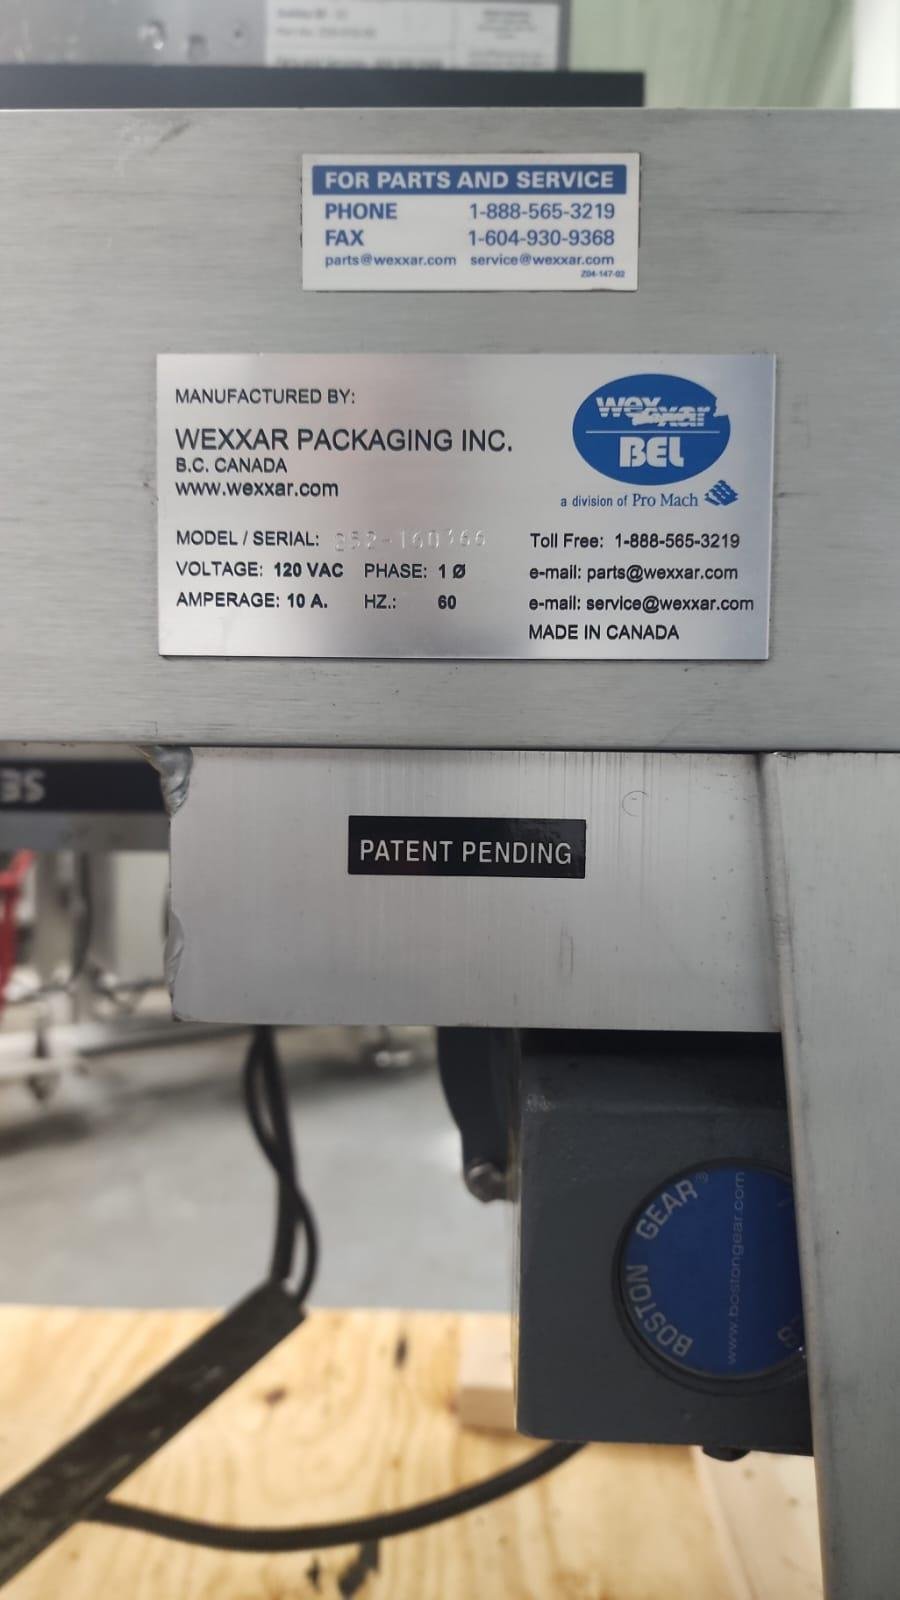 FOR PARTS AND SERVICE
PHONE 1-888-565-3219
FAX 1-604-930-9368
parts@wexxar.com service@wexxar.com
Z04-147-02
MANUFACTURED BY:
WEXXAR PACKAGING INC.
B.C. CANADA
www.wexxar.com
wexxar
BEL
a division of Pro Mach
MODEL / SERIAL: Toll Free: 1-888-565-3219
VOLTAGE: 120 VAC PHASE: 1 Ø e-mail: parts@wexxar.com
AMPERAGE: 10 A. HZ.: 60 e-mail: service@wexxar.com
MADE IN CANADA
PATENT PENDING
BOSTON GEAR®
www.bostongear.com